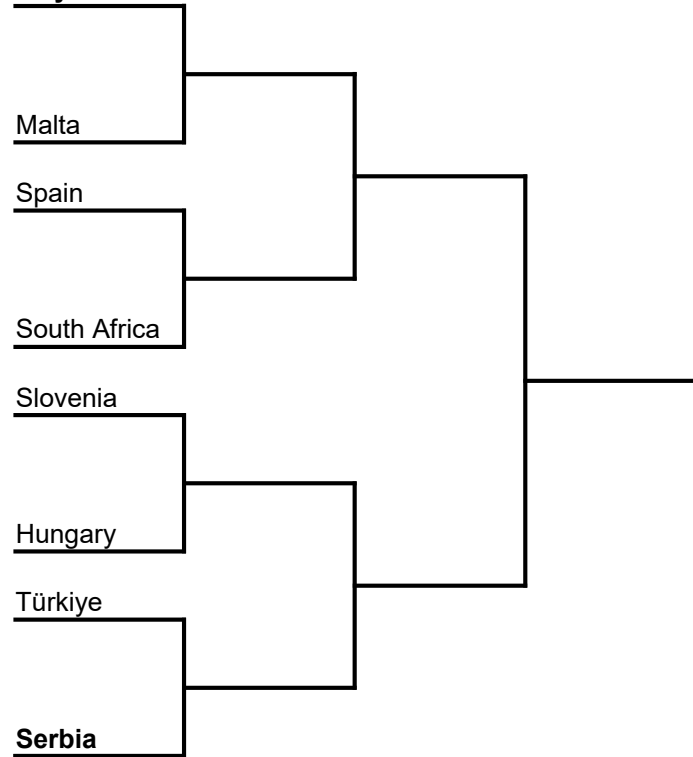 Malta
Spain
South Africa
Slovenia
Hungary
Türkiye
Serbia